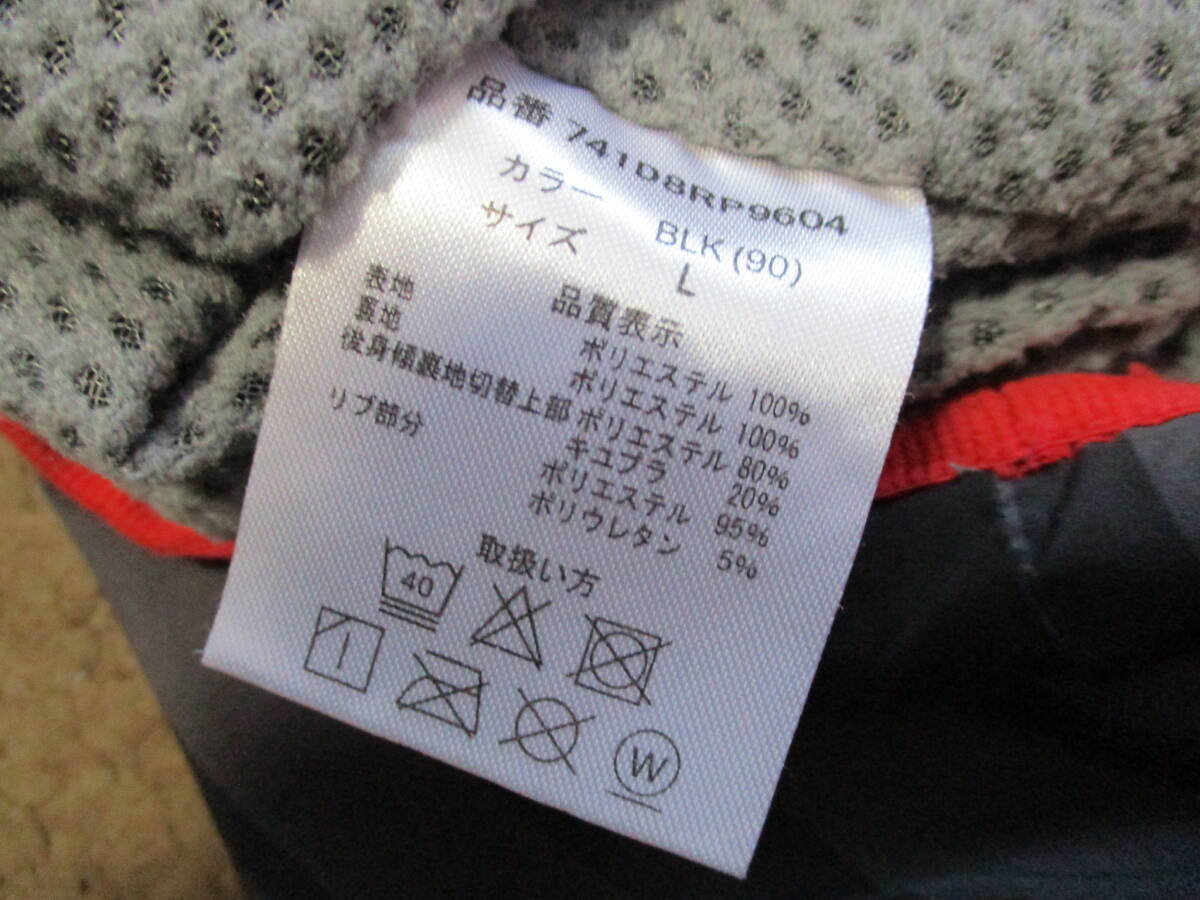 品番 741D8RP9604
カラー BLK (90)
サイズ L
品質表示
表地 ポリエステル 100%
裏地 ポリエステル 100%
後身傾裏地切替上部 ポリエステル 80%
キュプラ 20%
リブ部分 ポリエステル 95%
ポリウレタン 5%
取扱い方
40
W